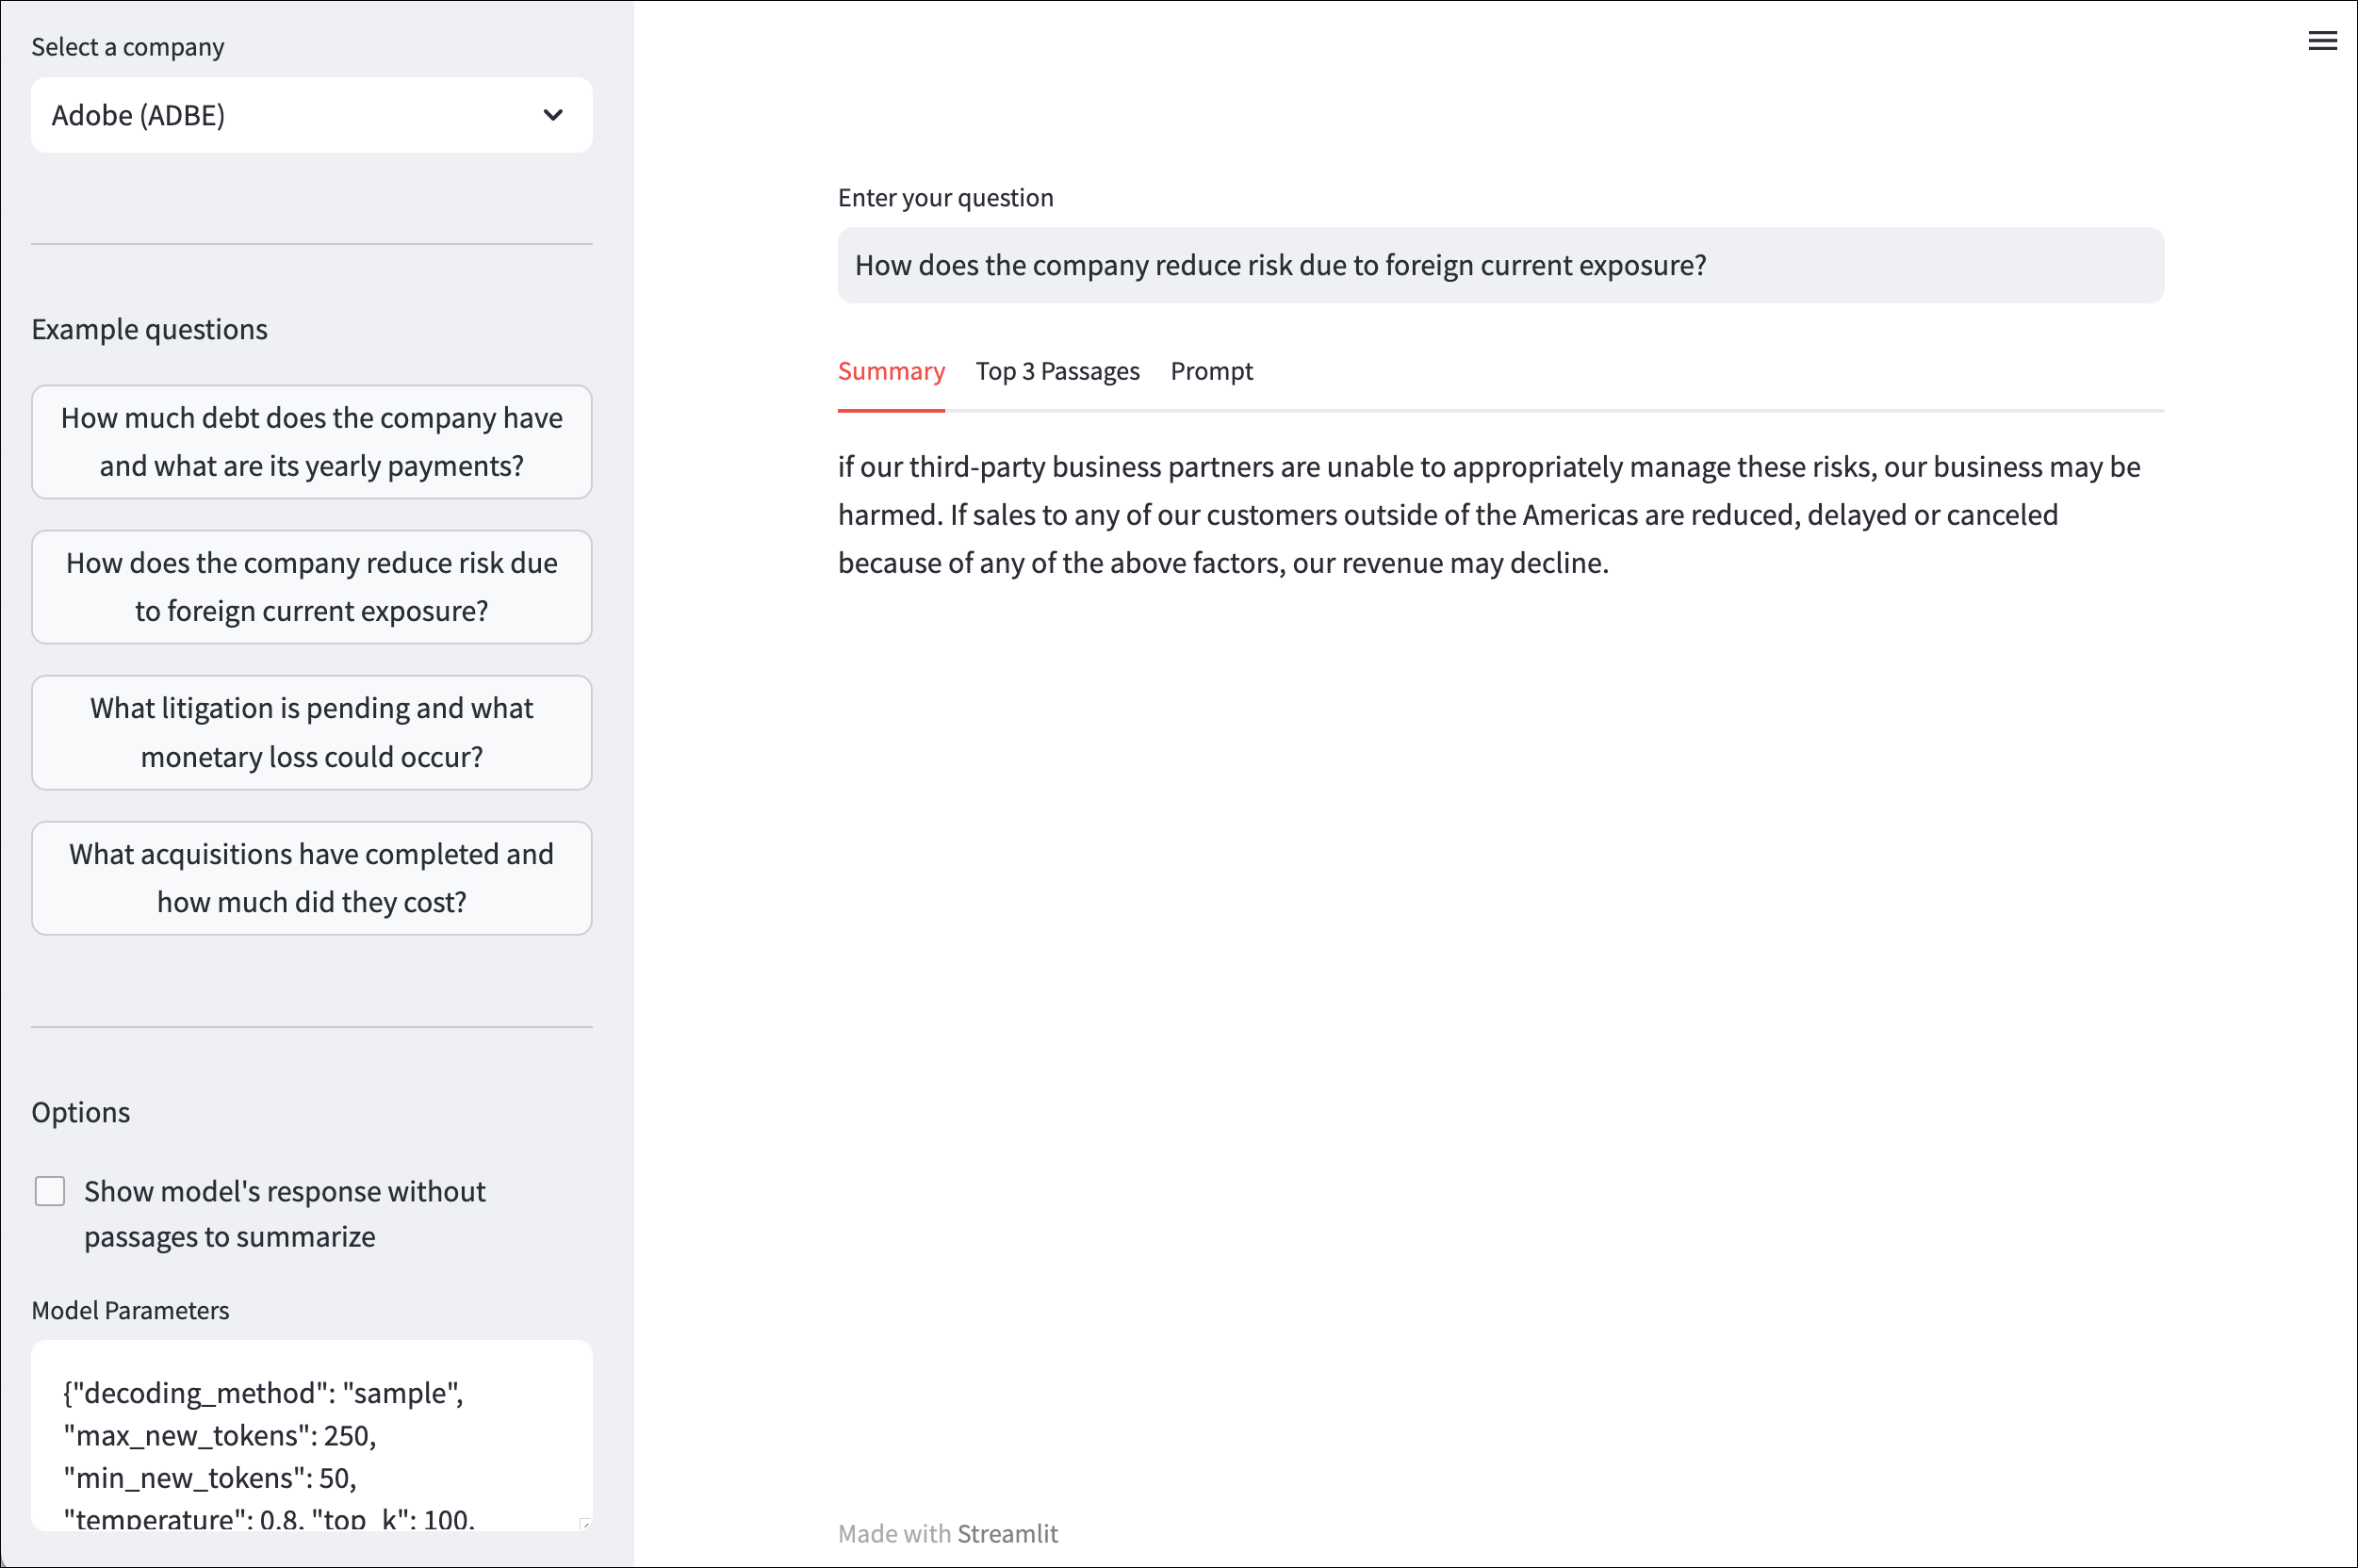 Select a company
Adobe (ADBE)
Example questions
How much debt does the company have
and what are its yearly payments?
How does the company reduce risk due
to foreign current exposure?
What litigation is pending and what
monetary loss could occur?
What acquisitions have completed and
how much did they cost?
Options
Show model's response without
passages to summarize
Model Parameters
{"decoding_method": "sample",
"max_new_tokens": 250,
"min_new_tokens": 50,
"temperature": 0.8, "top_k": 100,
Enter your question
How does the company reduce risk due to foreign current exposure?
Summary Top 3 Passages Prompt
if our third-party business partners are unable to appropriately manage these risks, our business may be
harmed. If sales to any of our customers outside of the Americas are reduced, delayed or canceled
because of any of the above factors, our revenue may decline.
Made with Streamlit